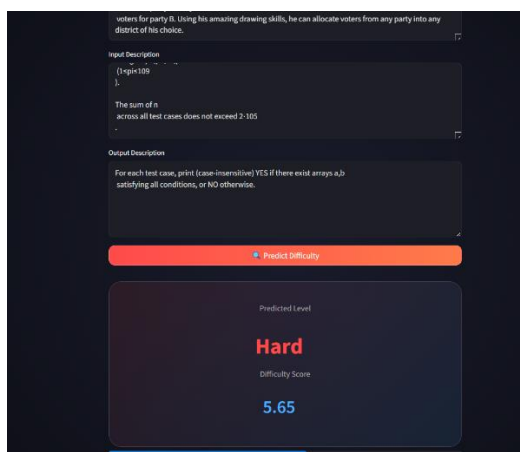 voters for party B. Using his amazing drawing skills, he can allocate voters from any party into any
district of his choice.
Input Description
(1≤pi≤109
).
The sum of n
across all test cases does not exceed 2⋅105
.
Output Description
For each test case, print (case-insensitive) YES if there exist arrays a,b
satisfying all conditions, or NO otherwise.
Predict Difficulty
Predicted Level
Hard
Difficulty Score
5.65